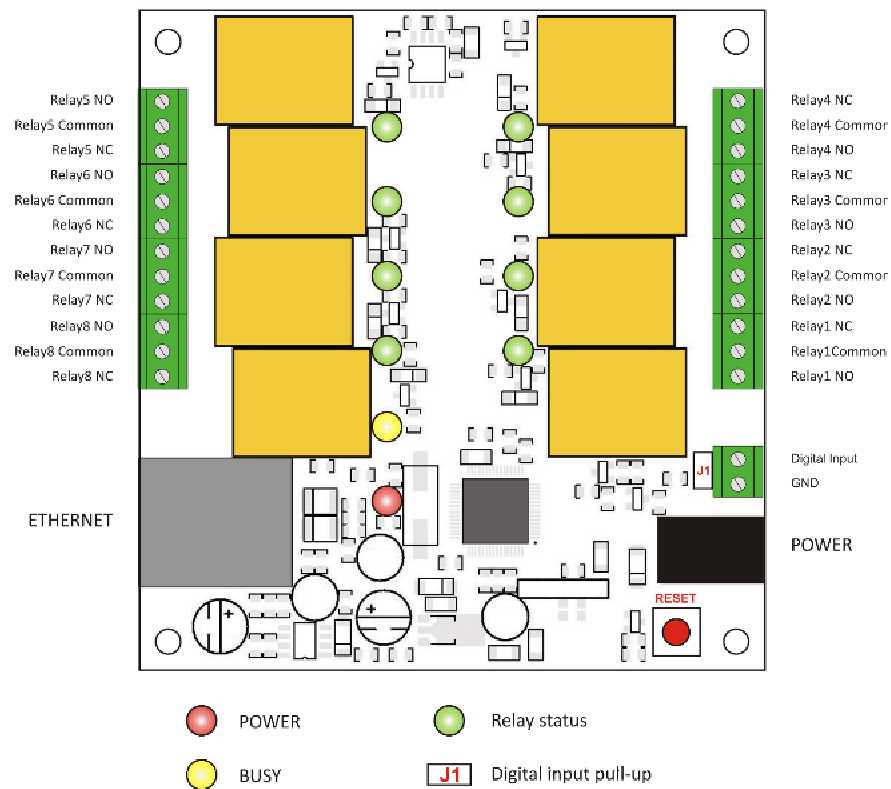 Relay5 NO
Relay5 Common
Relay5 NC
Relay6 NO
Relay6 Common
Relay6 NC
Relay7 NO
Relay7 Common
Relay7 NC
Relay8 NO
Relay8 Common
Relay8 NC
ETHERNET
Relay4 NC
Relay4 Common
Relay4 NO
Relay3 NC
Relay3 Common
Relay3 NO
Relay2 NC
Relay2 Common
Relay2 NO
Relay1 NC
Relay1Common
Relay1 NO
J1
Digital Input
GND
POWER
RESET
POWER
Relay status
BUSY
J1 Digital input pull-up